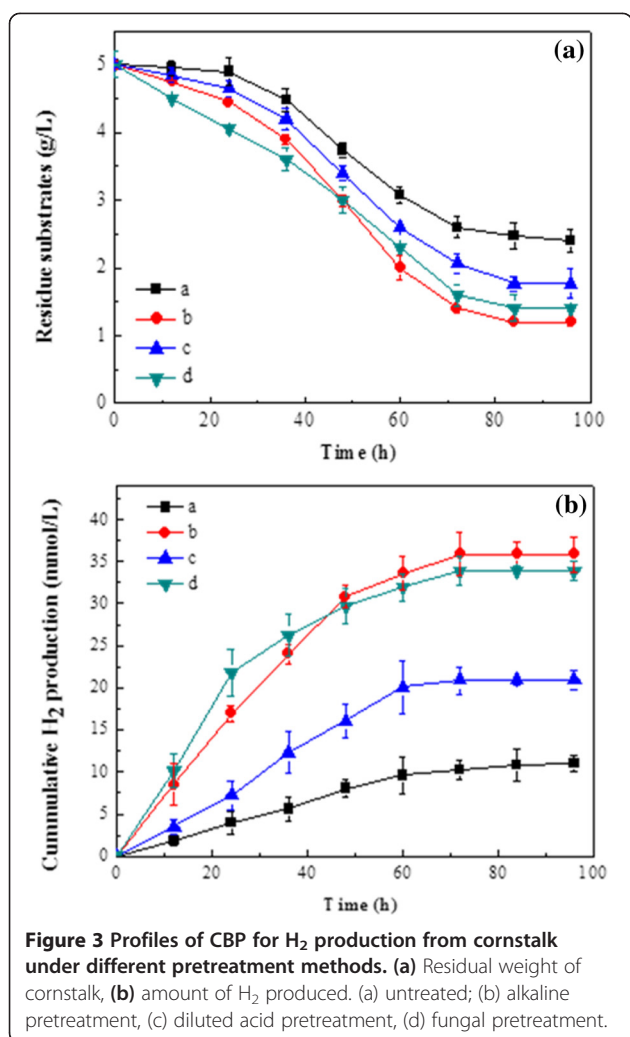 (a)
Residue substrates (g/L)
5
4
3
2
1
0
a
b
c
d
0 20 40 60 80 100
Time (h)
(b)
Cummulative H2 production (mmol/L)
40
35
30
25
20
15
10
5
0
a
b
c
d
0 20 40 60 80 100
Time (h)
Figure 3 Profiles of CBP for H2 production from cornstalk
under different pretreatment methods. (a) Residual weight of
cornstalk, (b) amount of H2 produced. (a) untreated; (b) alkaline
pretreatment, (c) diluted acid pretreatment, (d) fungal pretreatment.